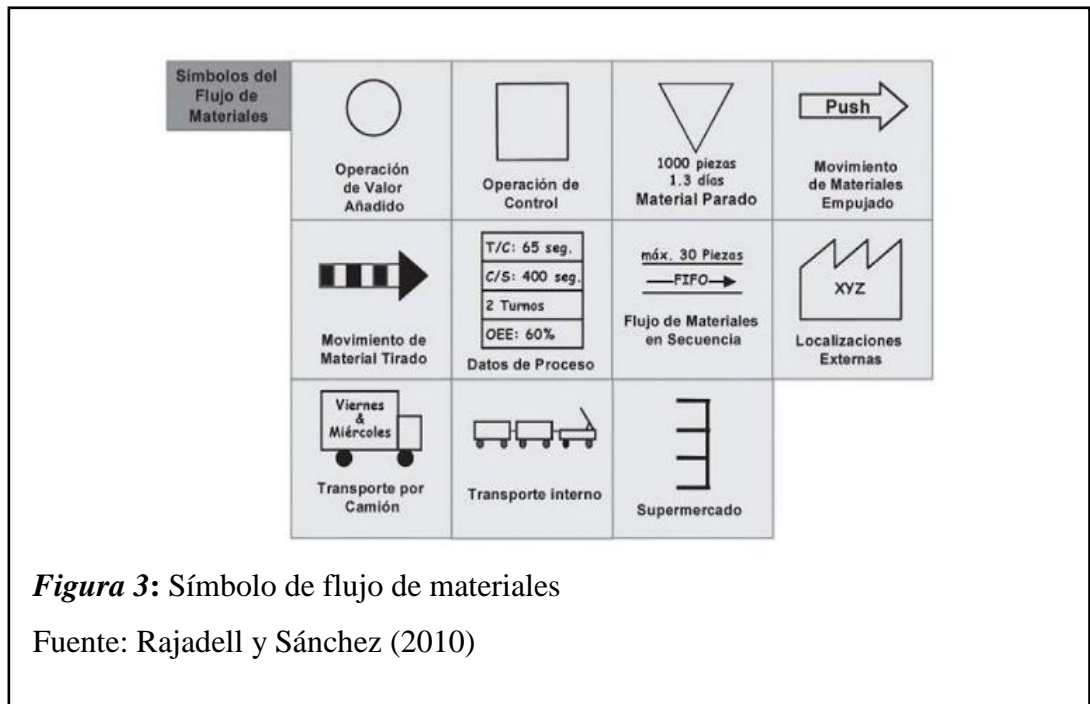 Símbolos del
Flujo de
Materiales
Operación
de Valor
Añadido
Operación de
Control
1000 piezas
1.3 días
Material Parado
Push
Movimiento
de Materiales
Empujado
Movimiento de
Material Tirado
T/C: 65 seg.
C/S: 400 seg.
2 Turnos
OEE: 60%
Datos de Proceso
máx. 30 Piezas
FIFO
Flujo de Materiales
en Secuencia
XYZ
Localizaciones
Externas
Viernes
&
Miércoles
Transporte por
Camión
Transporte interno
Supermercado
Figura 3: Símbolo de flujo de materiales
Fuente: Rajadell y Sánchez (2010)